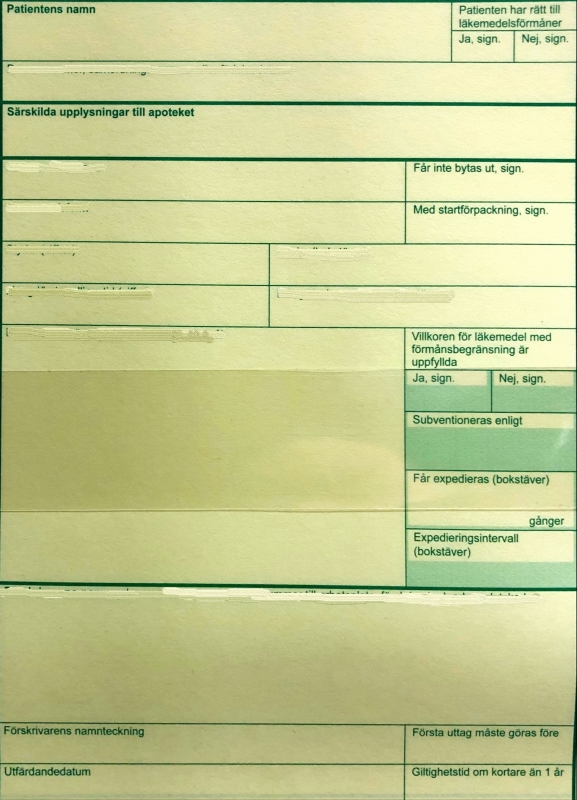 Patientens namn
Patienten har rätt till
läkemedelsförmåner
Ja, sign.
Nej, sign.
Särskilda upplysningar till apoteket
Får inte bytas ut, sign.
Med startförpackning, sign.
Villkoren för läkemedel med
förmånsbegränsning är
uppfyllda
Ja, sign.
Nej, sign.
Subventioneras enligt
Får expedieras (bokstäver)
gånger
Expedieringsintervall
(bokstäver)
Förskrivarens namnteckning
Första uttag måste göras före
Utfärdandedatum
Giltighetstid om kortare än 1 år